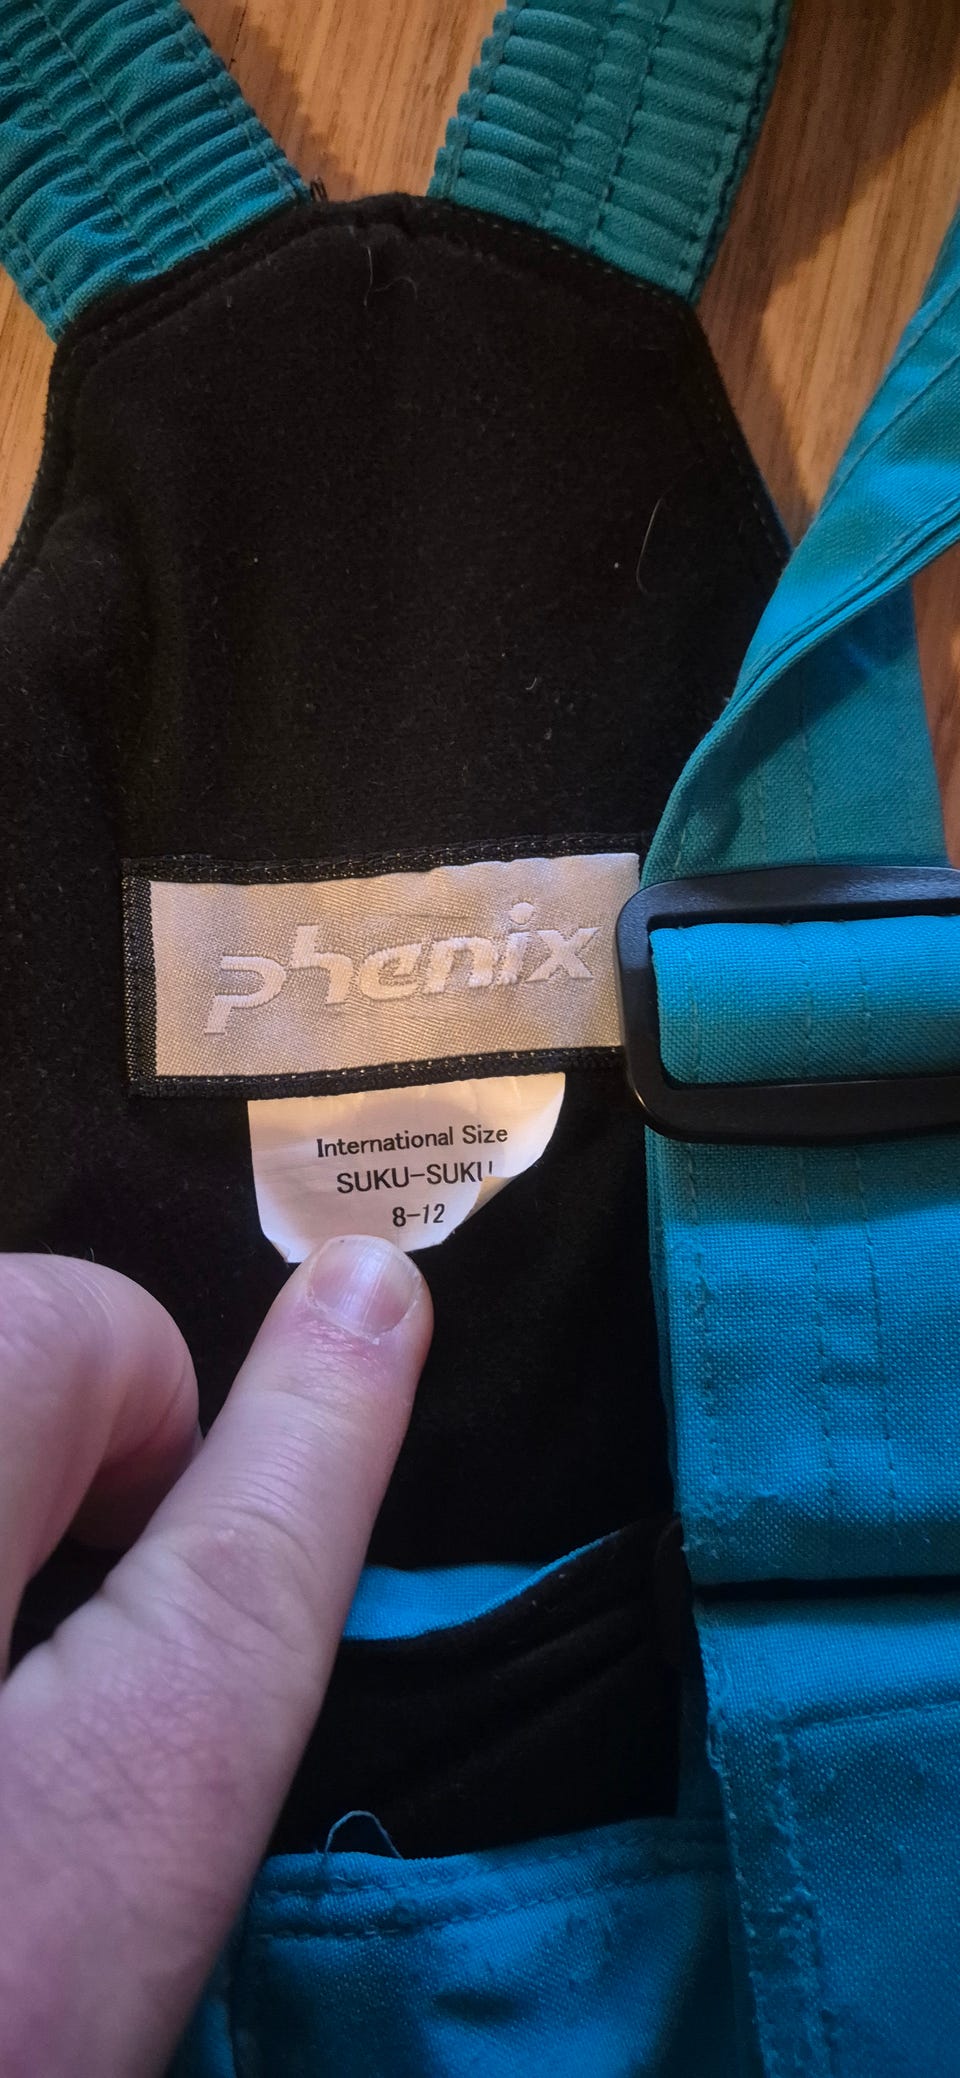 phenix
International Size
SUKU-SUKU
8-12